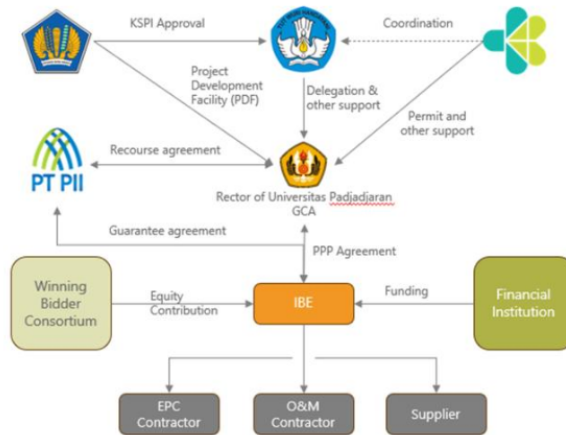 KSPI Approval
Coordination
Project
Development
Facility (PDF)
Delegation &
other support
Permit and
other support
Recourse agreement
PT PII
Rector of Universitas Padjadjaran
GCA
Guarantee agreement
PPP Agreement
Winning
Bidder
Consortium
Equity
Contribution
IBE
Funding
Financial
Institution
EPC
Contractor
O&M
Contractor
Supplier